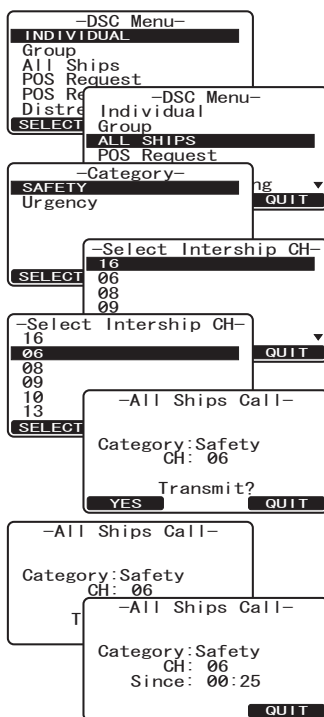 -DSC Menu-
INDIVIDUAL
Group
All Ships
POS Request
POS Re
Distre
SELECT
-DSC Menu-
Individual
Group
ALL SHIPS
POS Request
ng ▼
QUIT
-Category-
SAFETY
Urgency
SELECT
-Select Intership CH-
16
06
08
09
▼
QUIT
-Select Intership CH-
16
06
08
09
10
13
SELECT
-All Ships Call-
Category:Safety
CH: 06
Transmit?
YES QUIT
-All Ships Call-
Category:Safety
CH: 06
T
-All Ships Call-
Category:Safety
CH: 06
Since: 00:25
QUIT